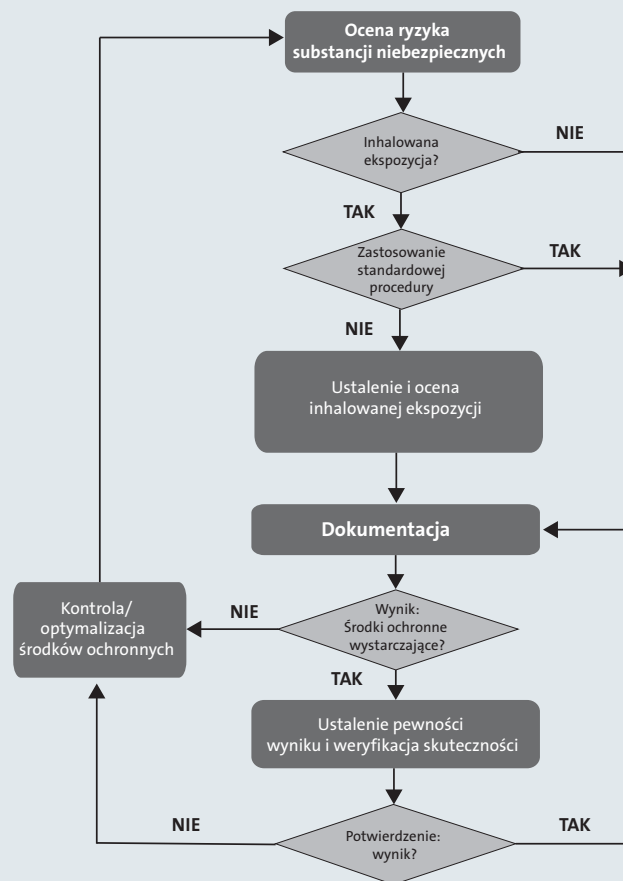 Ocena ryzyka
substancji niebezpiecznych
Inhalowana
ekspozycja?
NIE
TAK
Zastosowanie
standardowej
procedury
TAK
NIE
Ustalenie i ocena
inhalowanej ekspozycji
Dokumentacja
Kontrola/
optymalizacja
środków ochronnych
NIE
Wynik:
Środki ochronne
wystarczające?
TAK
Ustalenie pewności
wyniku i weryfikacja skuteczności
NIE
Potwierdzenie:
wynik?
TAK